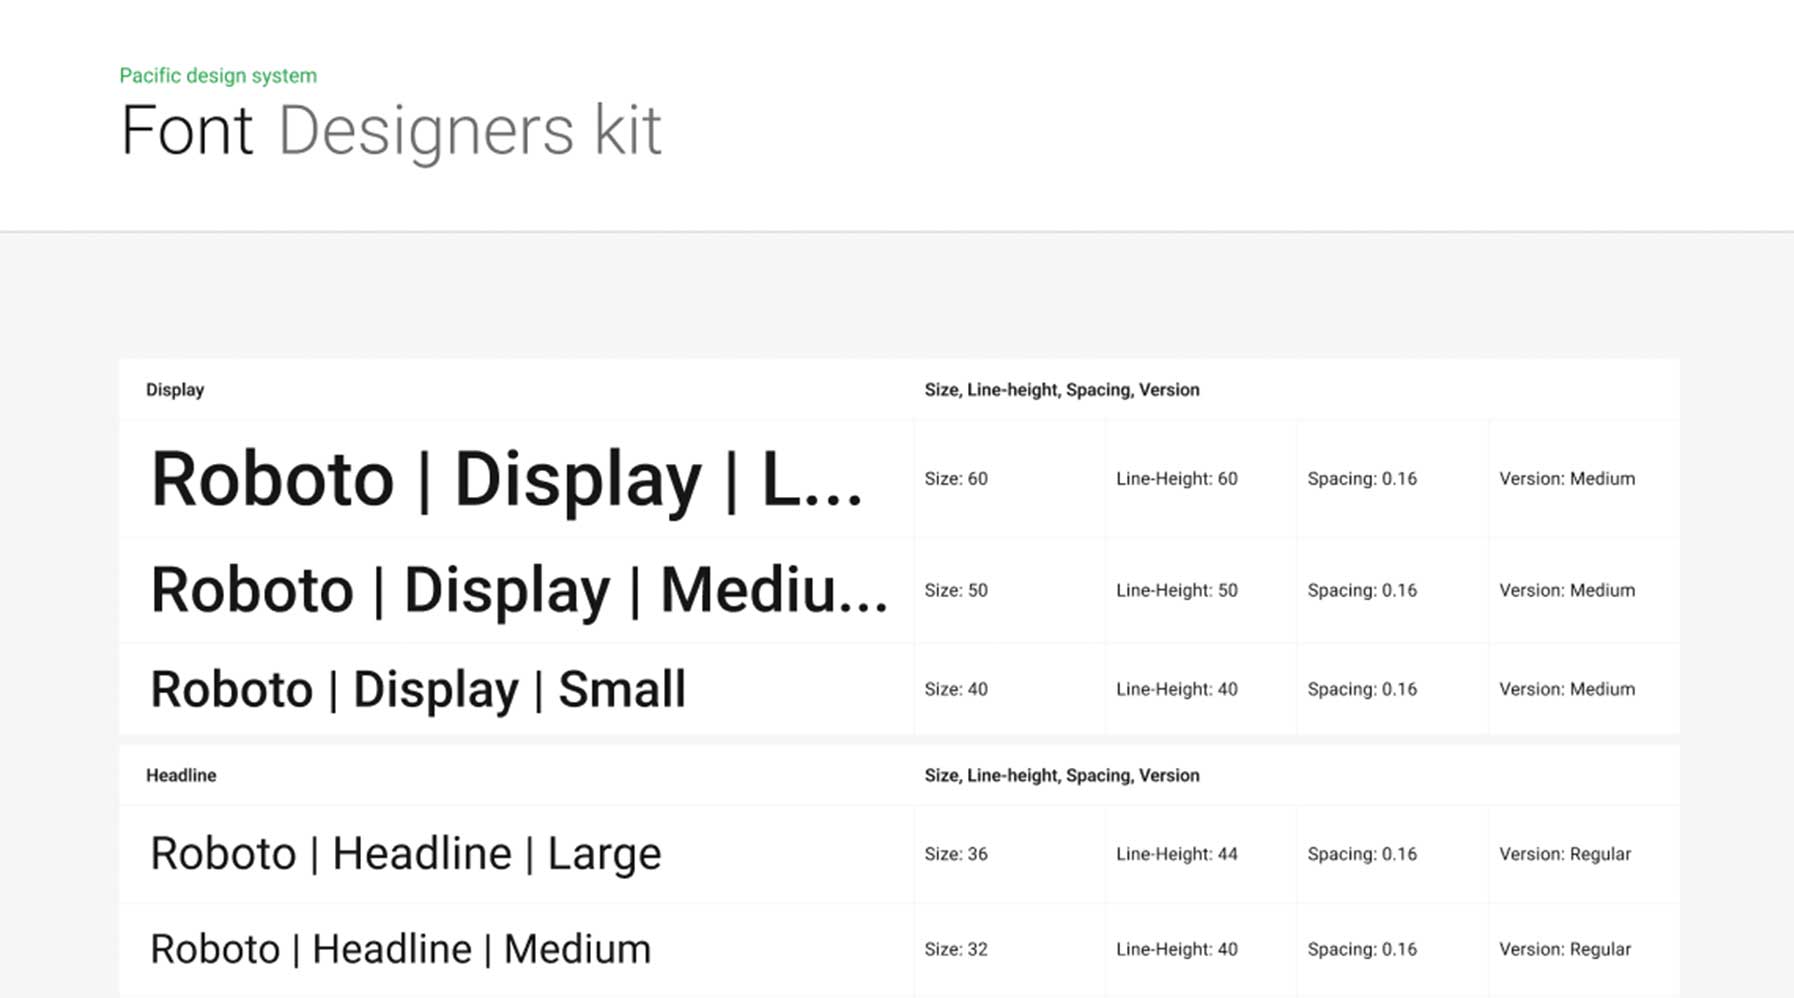 Pacific design system
Font Designers kit
Display Size, Line-height, Spacing, Version
Roboto | Display | L... Size: 60 Line-Height: 60 Spacing: 0.16 Version: Medium
Roboto | Display | Mediu... Size: 50 Line-Height: 50 Spacing: 0.16 Version: Medium
Roboto | Display | Small Size: 40 Line-Height: 40 Spacing: 0.16 Version: Medium
Headline Size, Line-height, Spacing, Version
Roboto | Headline | Large Size: 36 Line-Height: 44 Spacing: 0.16 Version: Regular
Roboto | Headline | Medium Size: 32 Line-Height: 40 Spacing: 0.16 Version: Regular